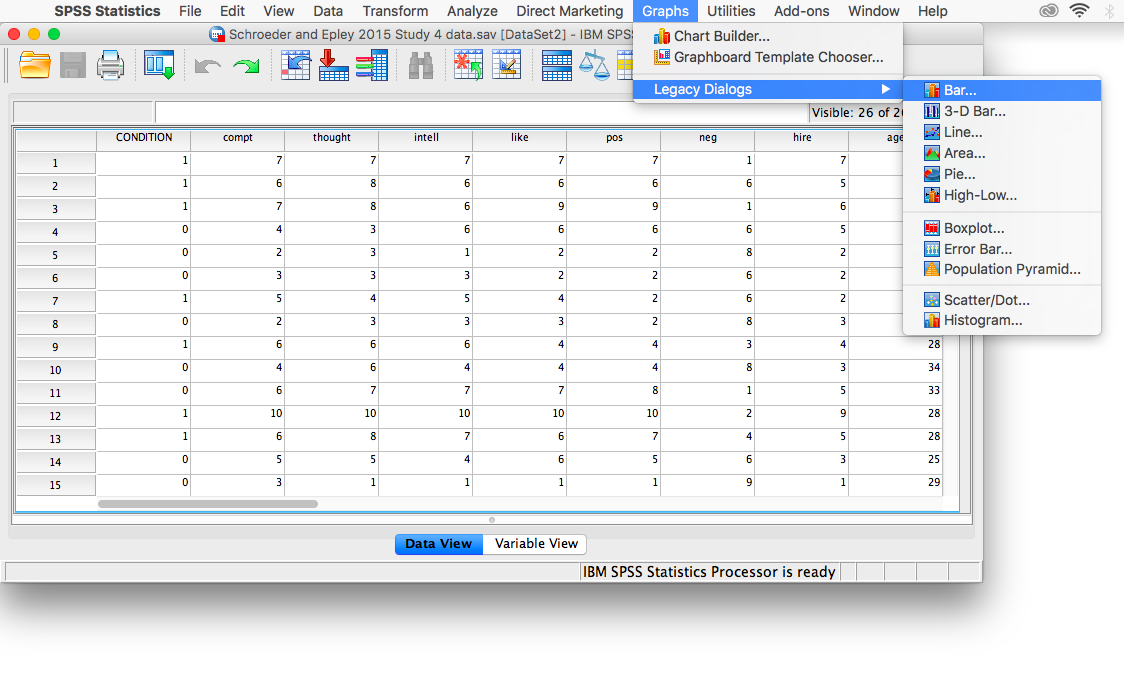 SPSS Statistics File Edit View Data Transform Analyze Direct Marketing Graphs Utilities Add-ons Window Help
Schroeder and Epley 2015 Study 4 data.sav [DataSet2] - IBM SPSS
Chart Builder...
Graphboard Template Chooser...
Legacy Dialogs
Bar...
3-D Bar...
Line...
Area...
Pie...
High-Low...
Boxplot...
Error Bar...
Population Pyramid...
Scatter/Dot...
Histogram...
Visible: 26 of 26
CONDITION compt thought intell like pos neg hire age
1 1 7 7 7 7 7 1 7
2 1 6 8 6 6 6 6 5
3 1 7 8 6 9 9 1 6
4 0 4 3 6 6 6 6 5
5 0 2 3 1 2 2 8 2
6 0 3 3 3 2 2 6 2
7 1 5 4 5 4 2 6 2
8 0 2 3 3 3 2 8 3
9 1 6 6 6 4 4 3 4 28
10 0 4 6 4 4 4 8 3 34
11 0 6 7 7 7 8 1 5 33
12 1 10 10 10 10 10 2 9 28
13 1 6 8 7 6 7 4 5 28
14 0 5 5 4 6 5 6 3 25
15 0 3 1 1 1 1 9 1 29
Data View Variable View
IBM SPSS Statistics Processor is ready